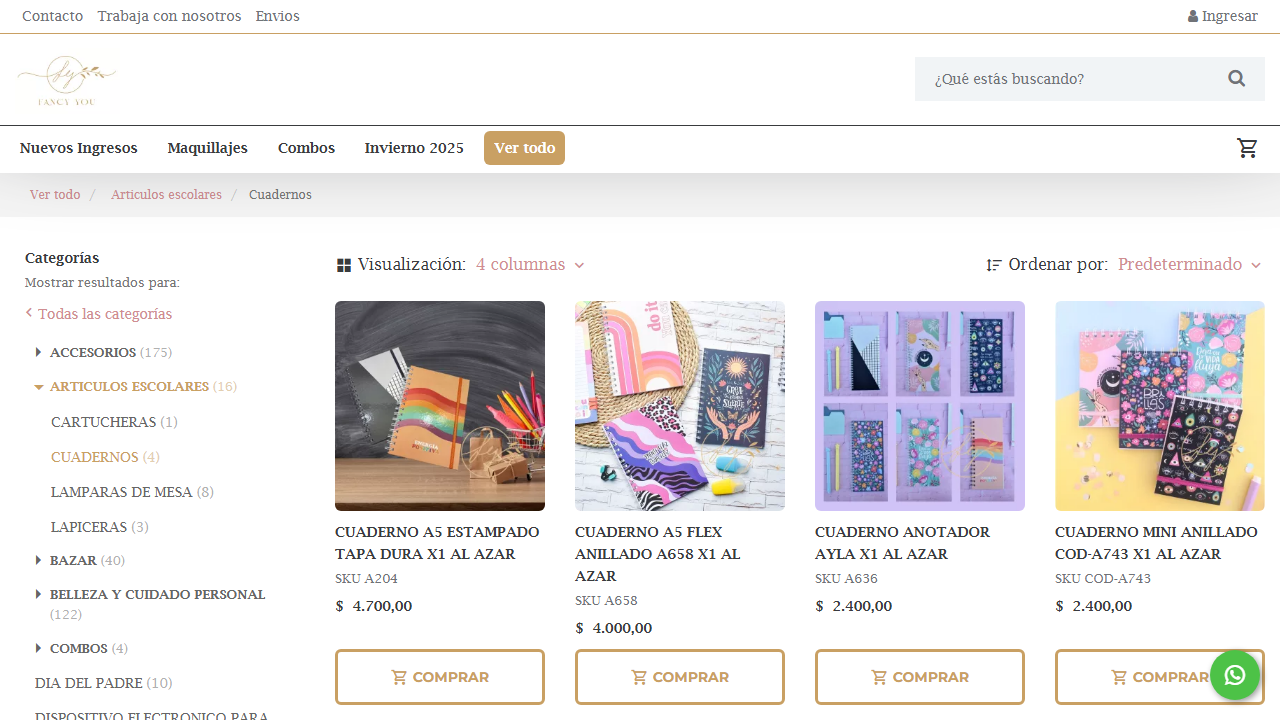 Contacto Trabaja con nosotros Envios Ingresar
FANCY YOU
¿Qué estás buscando?
Nuevos Ingresos Maquillajes Combos Invierno 2025 Ver todo
Ver todo / Articulos escolares / Cuadernos
Categorías
Mostrar resultados para:
Todas las categorías
ACCESORIOS (175)
ARTICULOS ESCOLARES (16)
CARTUCHERAS (1)
CUADERNOS (4)
LAMPARAS DE MESA (8)
LAPICERAS (3)
BAZAR (40)
BELLEZA Y CUIDADO PERSONAL
(122)
COMBOS (4)
DIA DEL PADRE (10)
DISPOSITIVO ELECTRONICO PARA
Visualización: 4 columnas
Ordenar por: Predeterminado
CUADERNO A5 ESTAMPADO
TAPA DURA X1 AL AZAR
SKU A204
$ 4.700,00
COMPRAR
CUADERNO A5 FLEX
ANILLADO A658 X1 AL
AZAR
SKU A658
$ 4.000,00
COMPRAR
CUADERNO ANOTADOR
AYLA X1 AL AZAR
SKU A636
$ 2.400,00
COMPRAR
CUADERNO MINI ANILLADO
COD-A743 X1 AL AZAR
SKU COD-A743
$ 2.400,00
COMPRAR